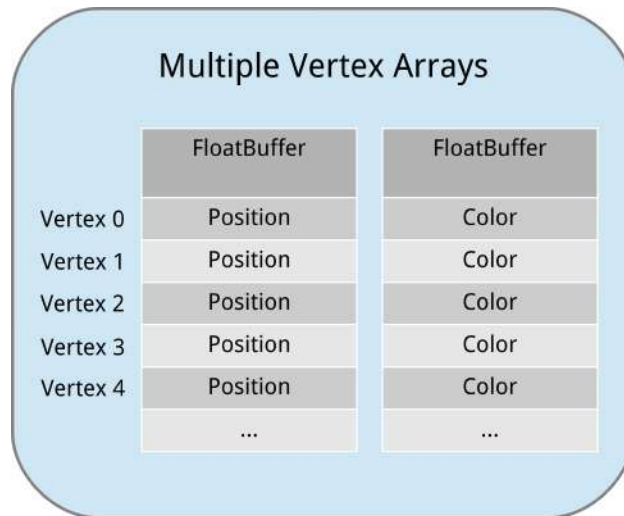 Multiple Vertex Arrays
FloatBuffer FloatBuffer
Vertex 0 Position Color
Vertex 1 Position Color
Vertex 2 Position Color
Vertex 3 Position Color
Vertex 4 Position Color
... ...